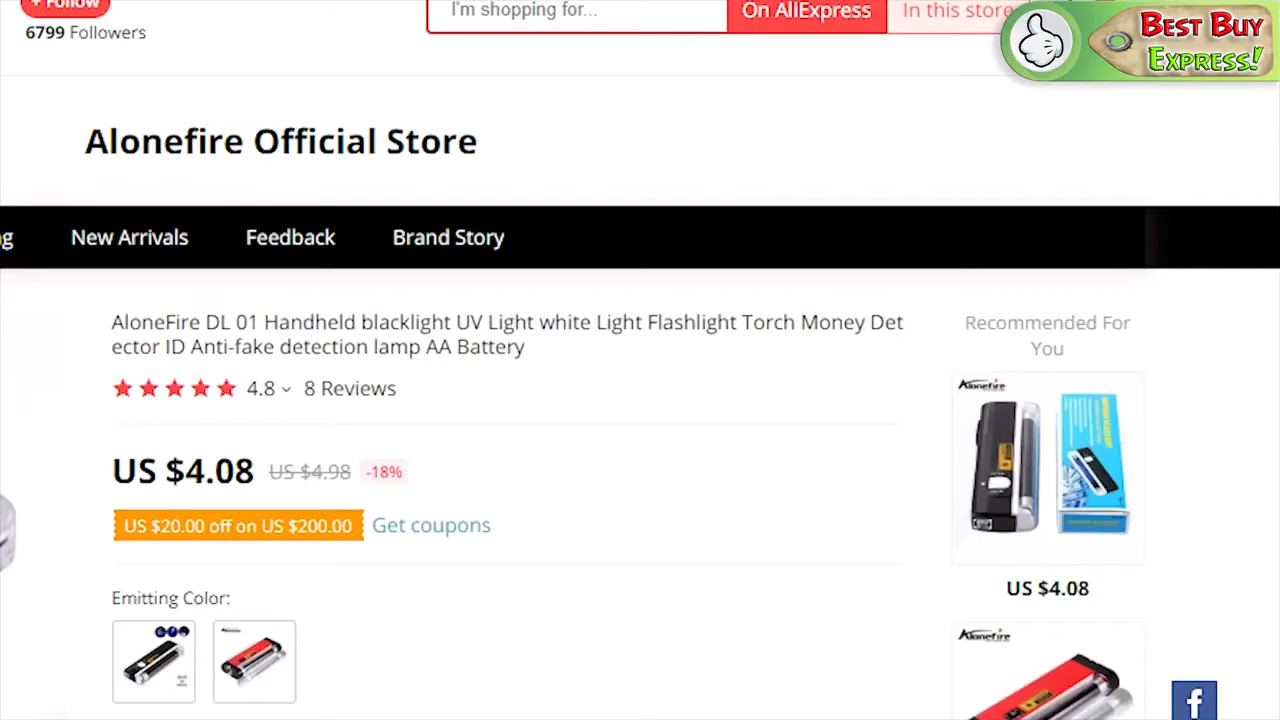 + Follow
6799 Followers
I'm shopping for...
On AliExpress
In this store
BEST BUY
EXPRESS!
Alonefire Official Store
g
New Arrivals
Feedback
Brand Story
AloneFire DL 01 Handheld blacklight UV Light white Light Flashlight Torch Money Det
ector ID Anti-fake detection lamp AA Battery
4.8
8 Reviews
US $4.08
US $4.98
-18%
US $20.00 off on US $200.00
Get coupons
Emitting Color:
Recommended For
You
Alonefire
US $4.08
Alonefire
f